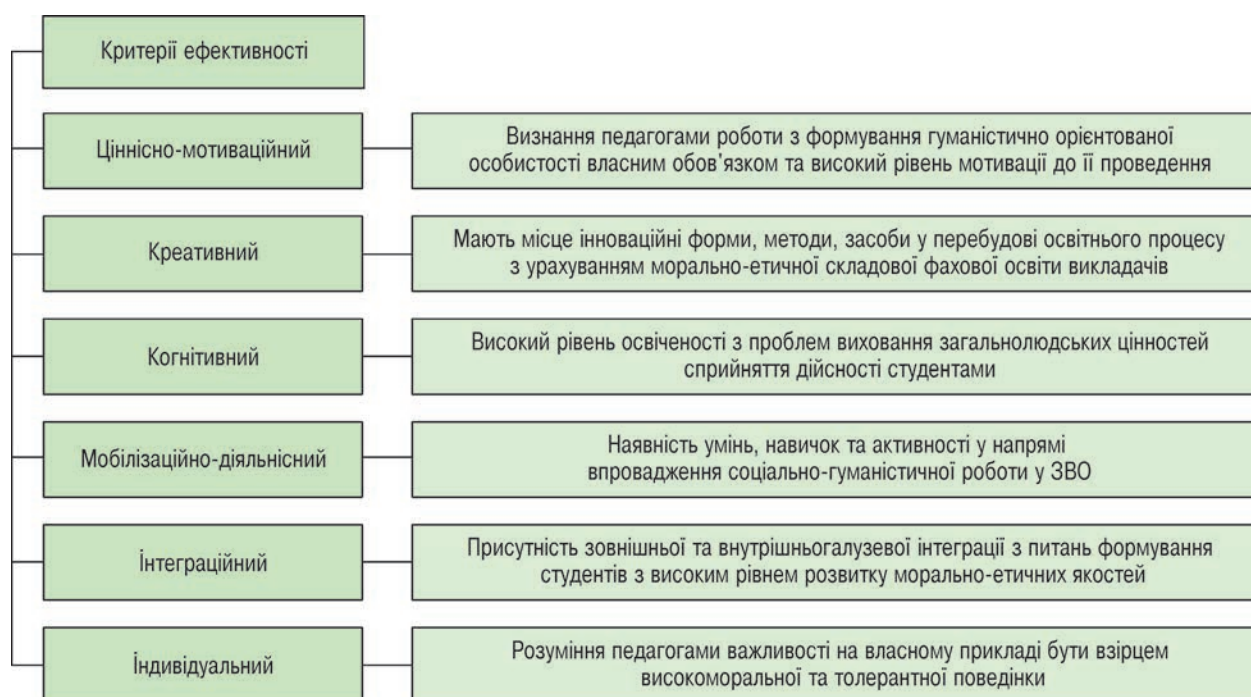 Критерії ефективності
Ціннісно-мотиваційний
Визнання педагогами роботи з формування гуманістично орієнтованої
особистості власним обов’язком та високий рівень мотивації до її проведення
Креативний
Мають місце інноваційні форми, методи, засоби у перебудові освітнього процесу
з урахуванням морально-етичної складової фахової освіти викладачів
Когнітивний
Високий рівень освіченості з проблем виховання загальнолюдських цінностей
сприйняття дійсності студентами
Мобілізаційно-діяльнісний
Наявність умінь, навичок та активності у напрямі
впровадження соціально-гуманістичної роботи у ЗВО
Інтеграційний
Присутність зовнішньої та внутрішньогалузевої інтеграції з питань формування
студентів з високим рівнем розвитку морально-етичних якостей
Індивідуальний
Розуміння педагогами важливості на власному прикладі бути взірцем
високоморальної та толерантної поведінки